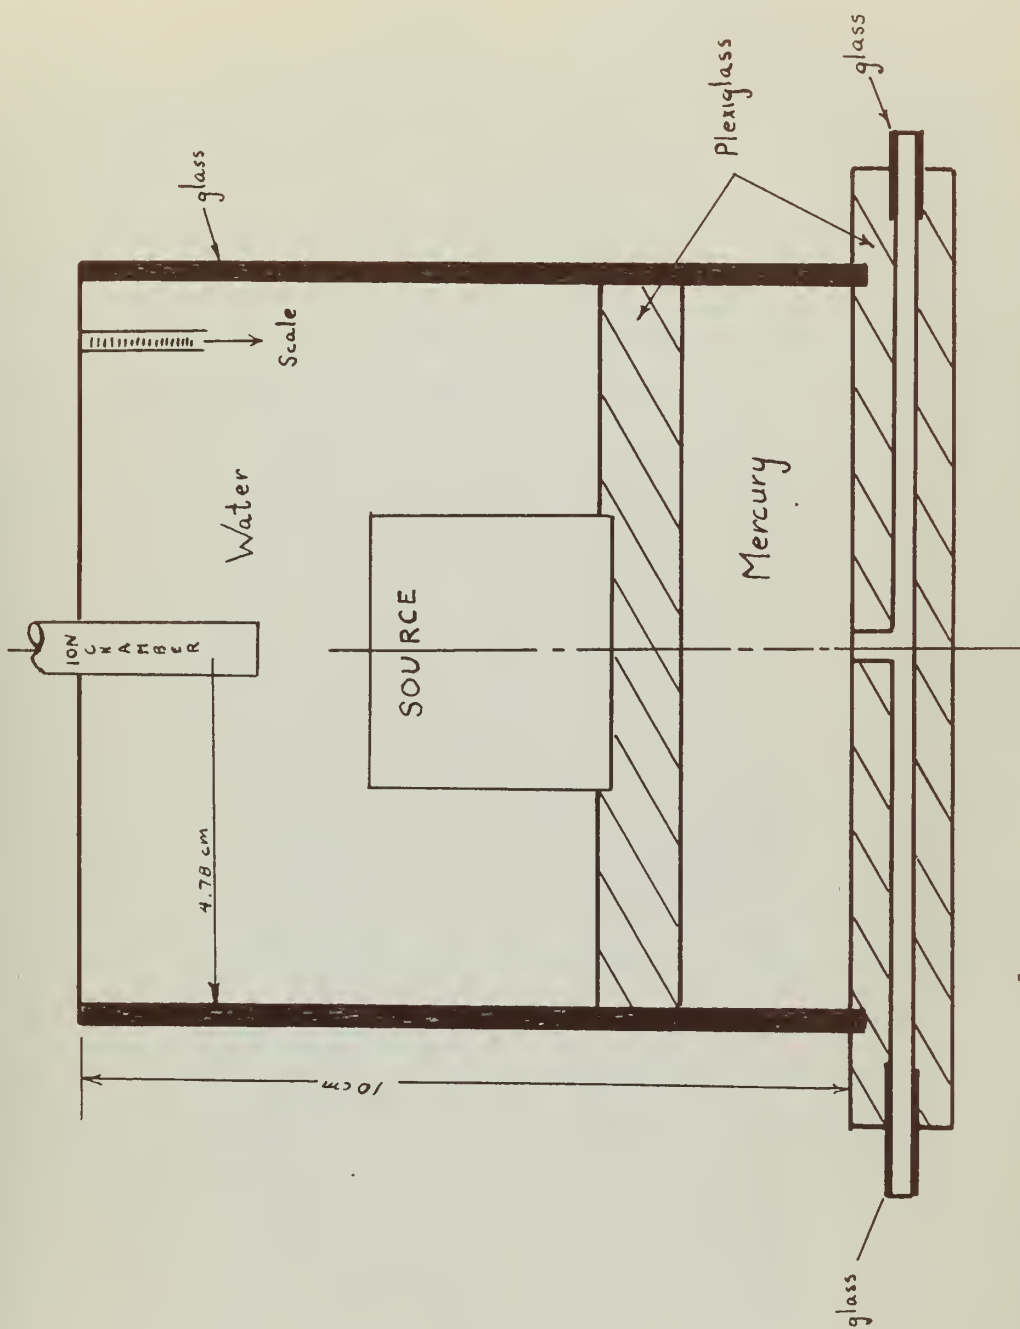 glass
Scale
ION
CHAMBER
Water
4.78 cm
SOURCE
10 cm
Plexiglass
Mercury
glass
glass